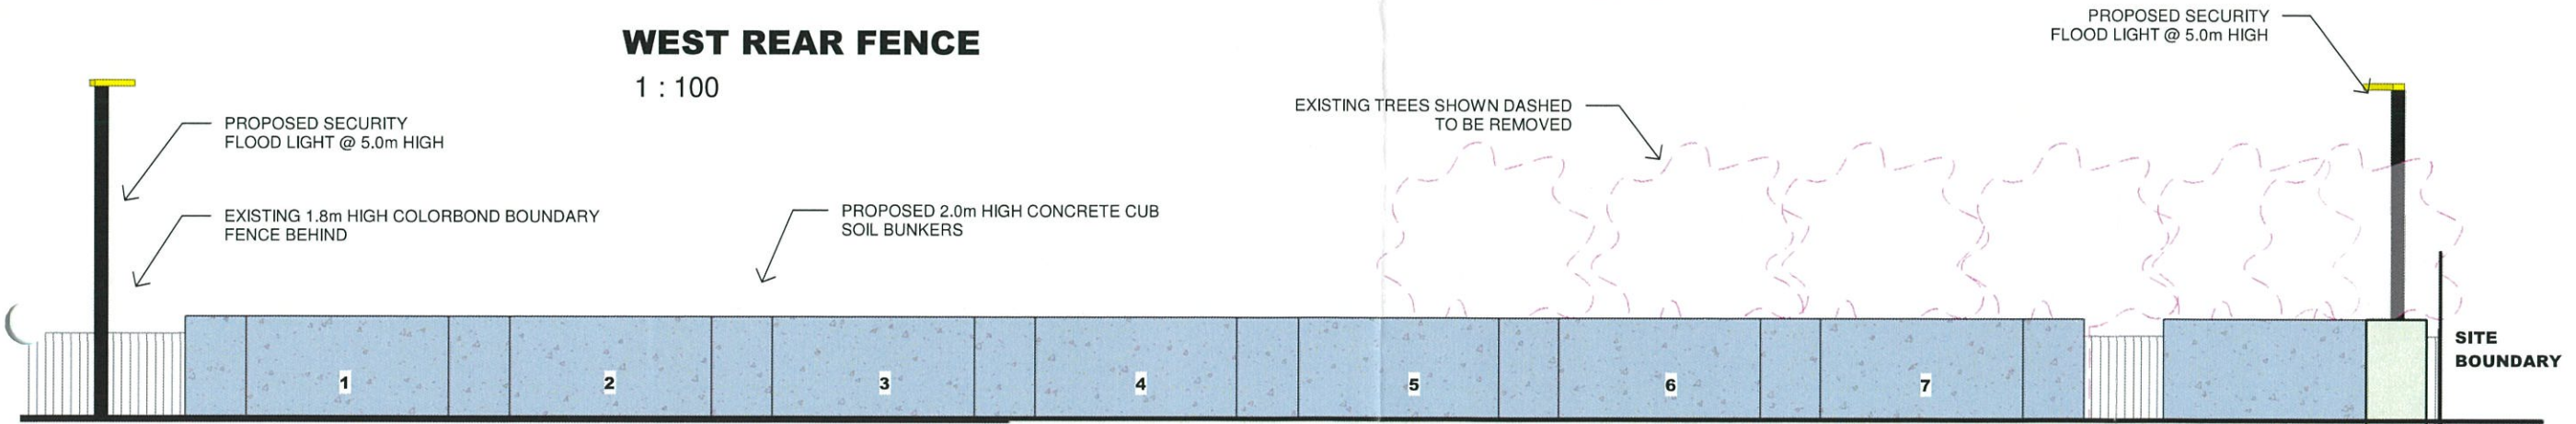 WEST REAR FENCE
1 : 100
PROPOSED SECURITY
FLOOD LIGHT @ 5.0m HIGH
EXISTING 1.8m HIGH COLORBOND BOUNDARY
FENCE BEHIND
PROPOSED 2.0m HIGH CONCRETE CUB
SOIL BUNKERS
EXISTING TREES SHOWN DASHED
TO BE REMOVED
PROPOSED SECURITY
FLOOD LIGHT @ 5.0m HIGH
1
2
3
4
5
6
7
SITE
BOUNDARY